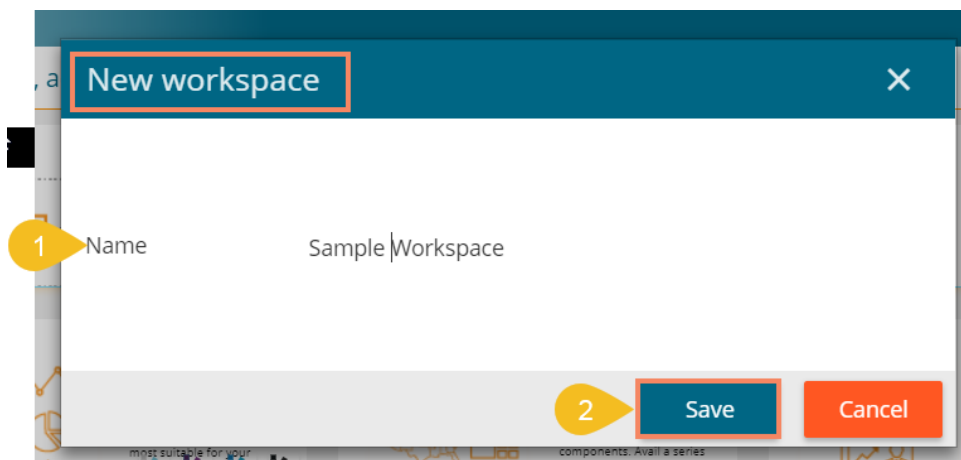 , a
New workspace
1
Name
Sample Workspace
2
Save
Cancel
most suitable for your
components. Avail a series